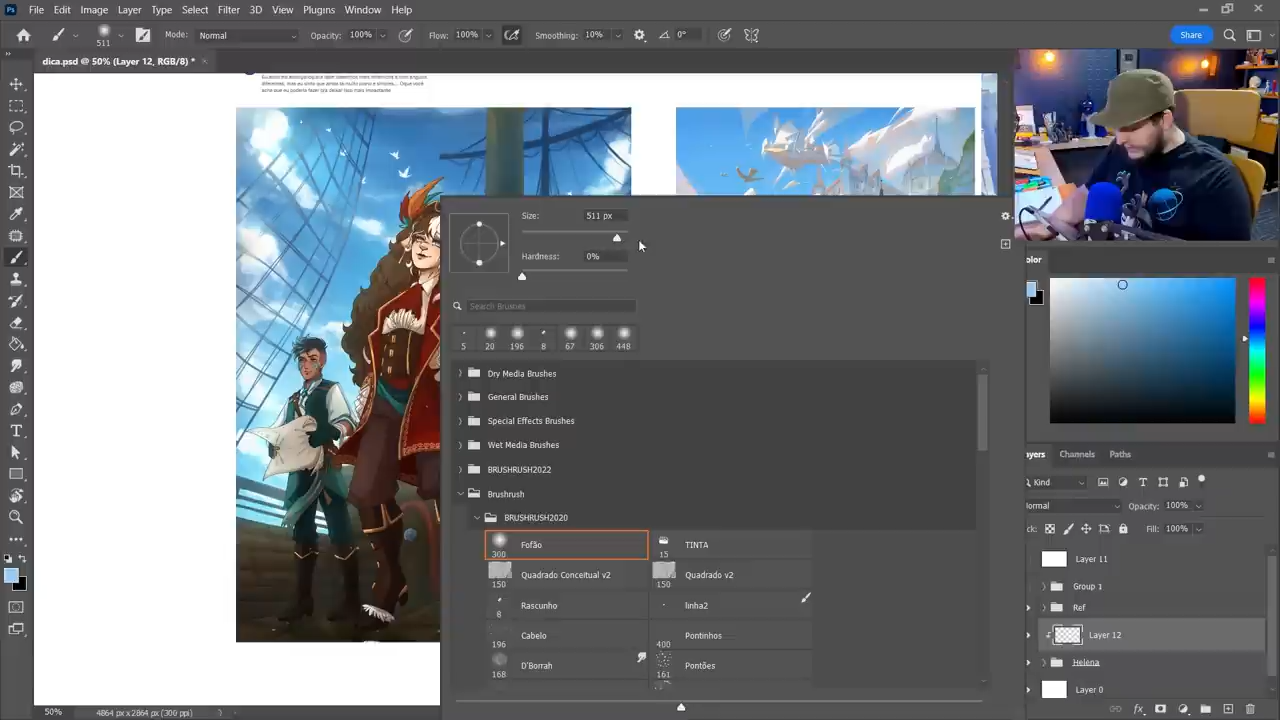 Ps File Edit Image Layer Type Select Filter 3D View Plugins Window Help
511 Mode: Normal Opacity: 100% Flow: 100% Smoothing: 10% 0° Share
dica.psd @ 50% (Layer 12, RGB/8) *
Size: 511 px
Hardness: 0%
Search Brushes
5 20 196 8 67 306 448
Dry Media Brushes
General Brushes
Special Effects Brushes
Wet Media Brushes
BRUSHRUSH2022
Brushrush
BRUSHRUSH2020
300 Fofão
15 TINTA
150 Quadrado Conceitual v2
150 Quadrado v2
8 Rascunho
linha2
196 Cabelo
400 Pontinhos
168 D'Borrah
161 Pontões
olor
ayers Channels Paths
Kind
ormal Opacity: 100%
ck: Fill: 100%
Layer 11
Group 1
Ref
Layer 12
Helena
Layer 0
fx
50% 4864 px x 2864 px (300 ppi)